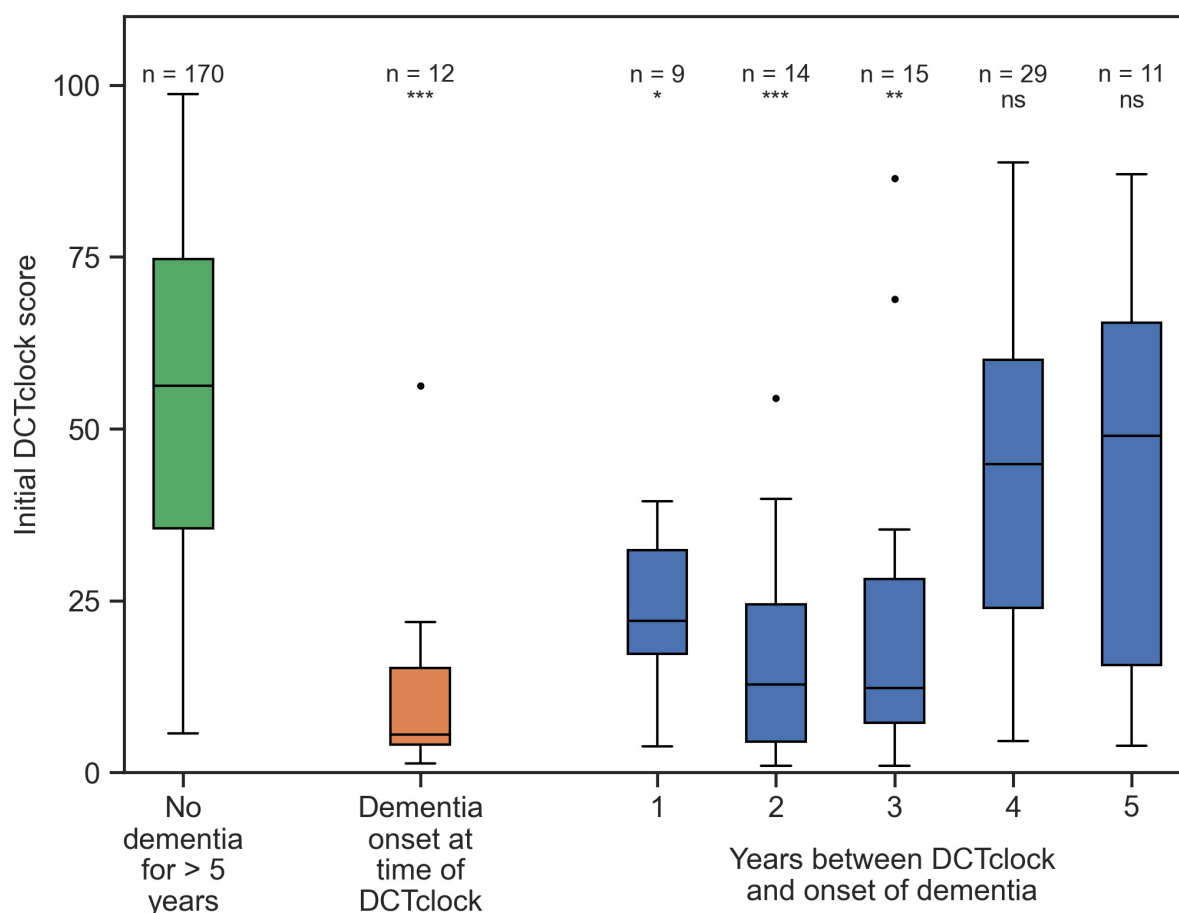 n = 170
n = 12
n = 9
n = 14
n = 15
n = 29
n = 11
***
*
***
**
ns
ns
100
75
50
25
0
Initial DCTclock score
No
dementia
for > 5
years
Dementia
onset at
time of
DCTclock
1
2
3
4
5
Years between DCTclock
and onset of dementia